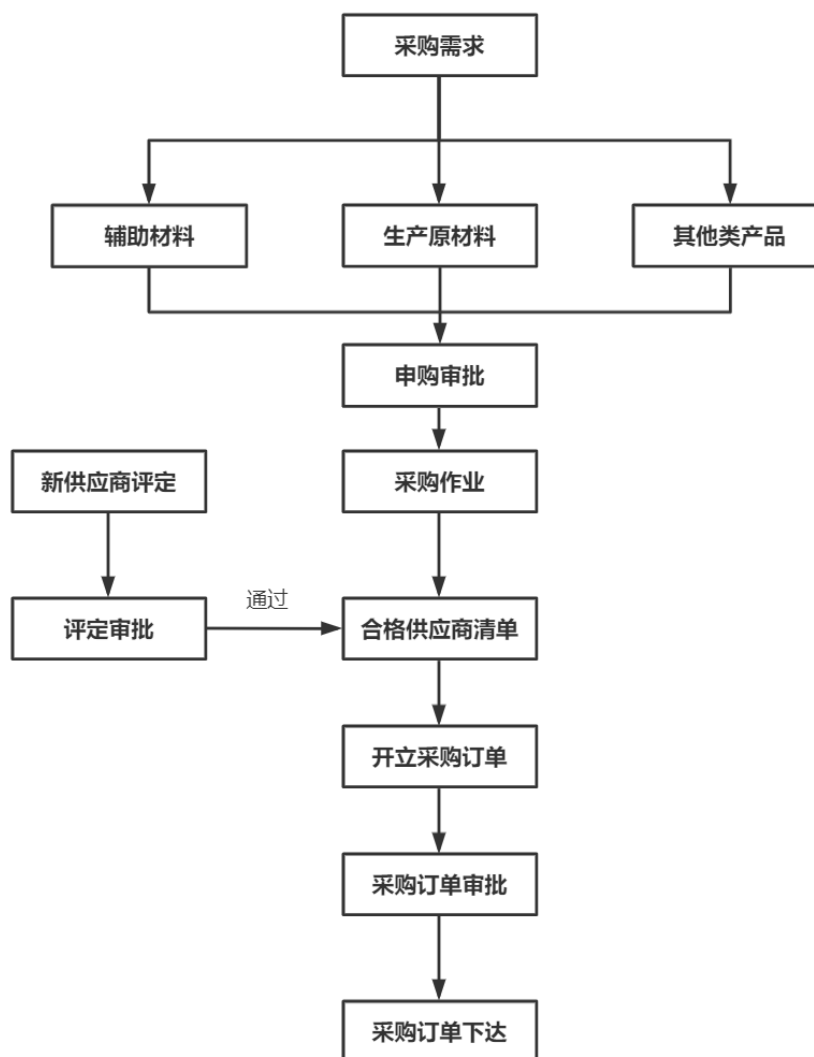 采购需求
辅助材料
生产原材料
其他类产品
申购审批
新供应商评定
采购作业
通过
评定审批
合格供应商清单
开立采购订单
采购订单审批
采购订单下达